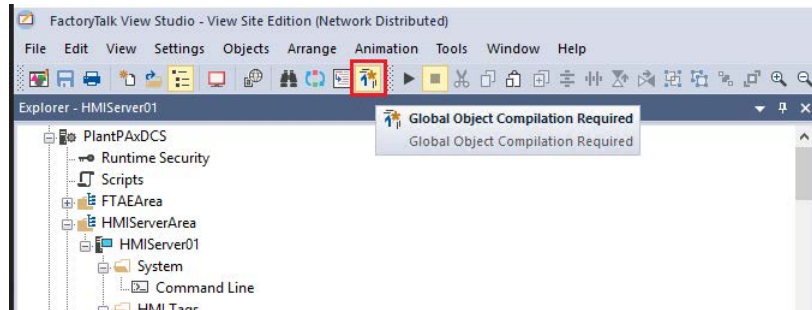 FactoryTalk View Studio - View Site Edition (Network Distributed)
File Edit View Settings Objects Arrange Animation Tools Window Help
Explorer - HMIServer01
Global Object Compilation Required
Global Object Compilation Required
PlantPAxDCS
Runtime Security
Scripts
FTAEArea
HMIServerArea
HMIServer01
System
Command Line
HMI Tags